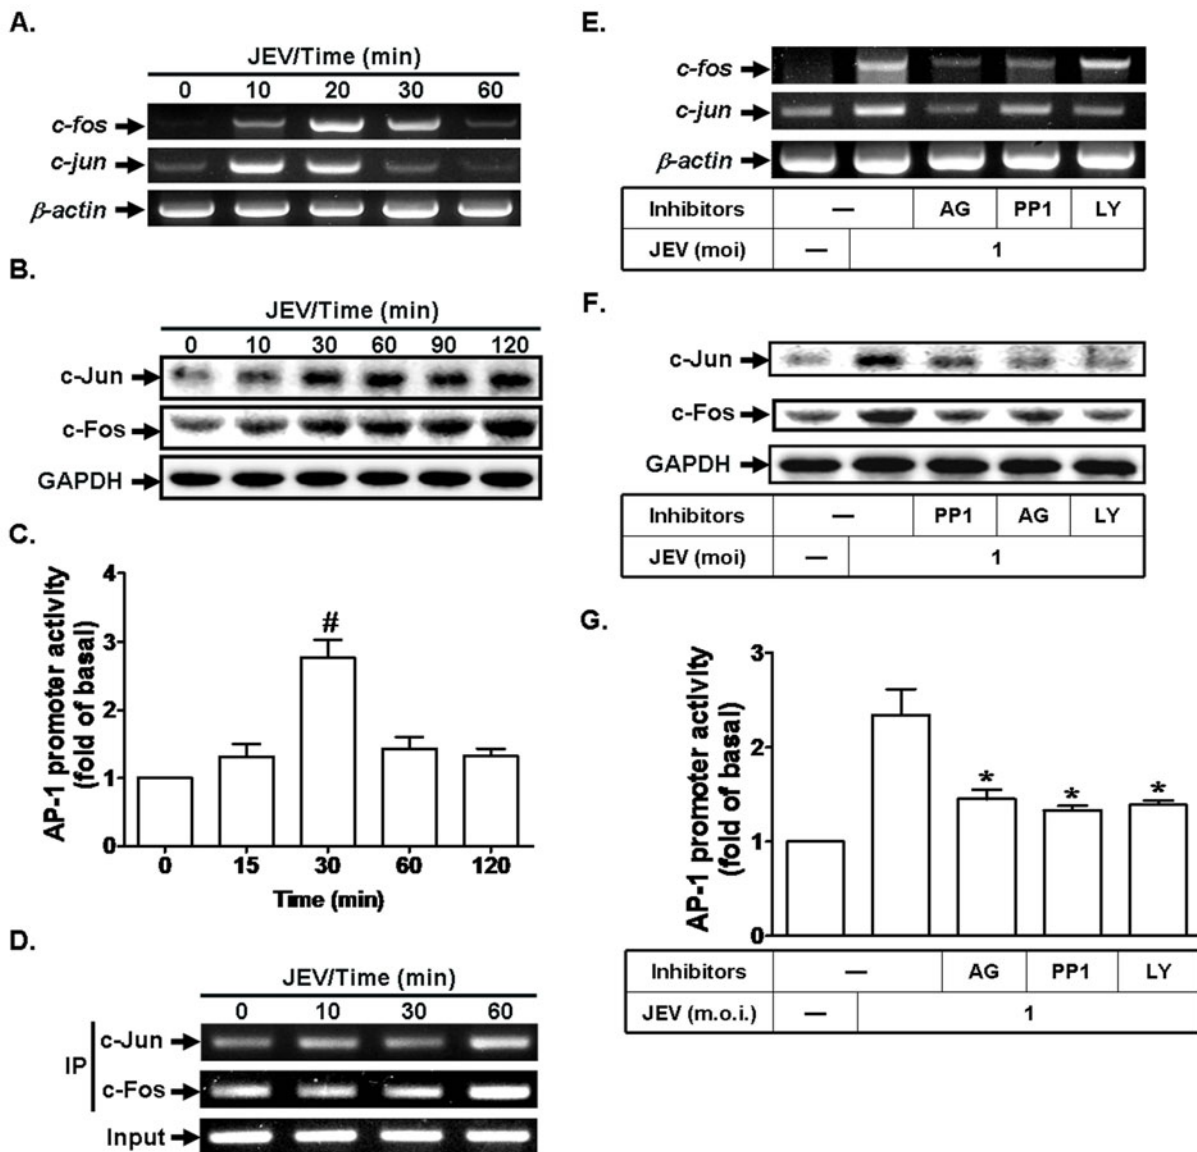 A.
JEV/Time (min)
0 10 20 30 60
c-fos
c-jun
β-actin
B.
JEV/Time (min)
0 10 30 60 90 120
c-Jun
c-Fos
GAPDH
C.
AP-1 promoter activity
(fold of basal)
4
3
2
1
0
#
0 15 30 60 120
Time (min)
D.
JEV/Time (min)
0 10 30 60
IP
c-Jun
c-Fos
Input
E.
c-fos
c-jun
β-actin
Inhibitors — AG PP1 LY
JEV (moi) — 1
F.
c-Jun
c-Fos
GAPDH
Inhibitors — PP1 AG LY
JEV (moi) — 1
G.
AP-1 promoter activity
(fold of basal)
3
2
1
0
* * *
Inhibitors — AG PP1 LY
JEV (m.o.i.) — 1